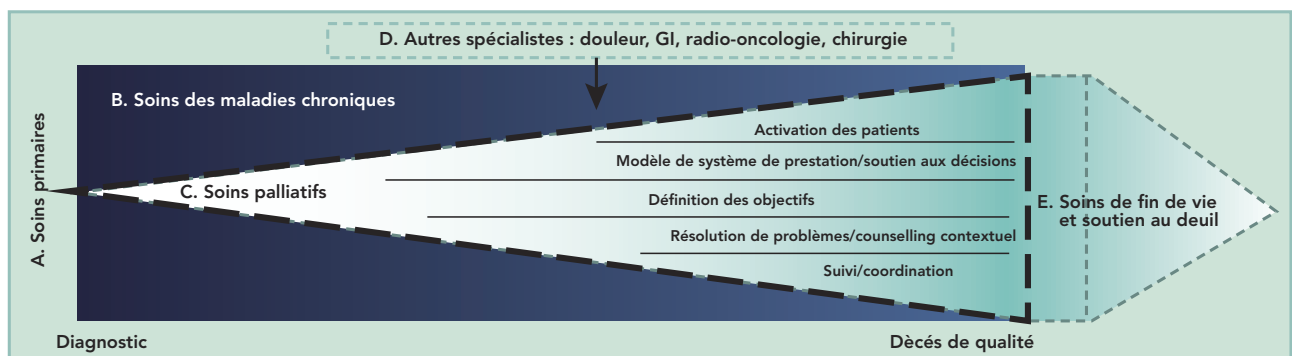 D. Autres spécialistes : douleur, GI, radio-oncologie, chirurgie
B. Soins des maladies chroniques
A. Soins primaires
C. Soins palliatifs
Activation des patients
Modèle de système de prestation/soutien aux décisions
Définition des objectifs
Résolution de problèmes/counselling contextuel
Suivi/coordination
E. Soins de fin de vie
et soutien au deuil
Diagnostic
Dècés de qualité